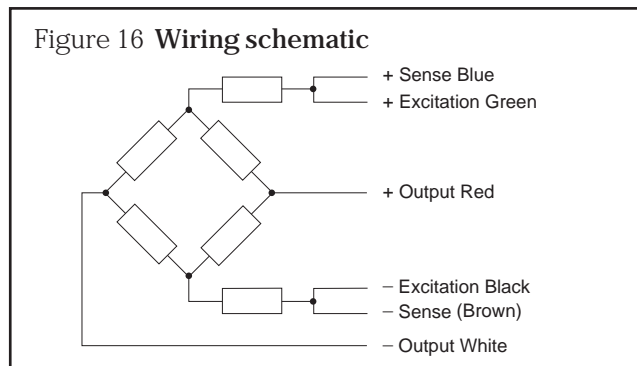 Figure 16 Wiring schematic
+ Sense Blue
+ Excitation Green
+ Output Red
− Excitation Black
− Sense (Brown)
− Output White